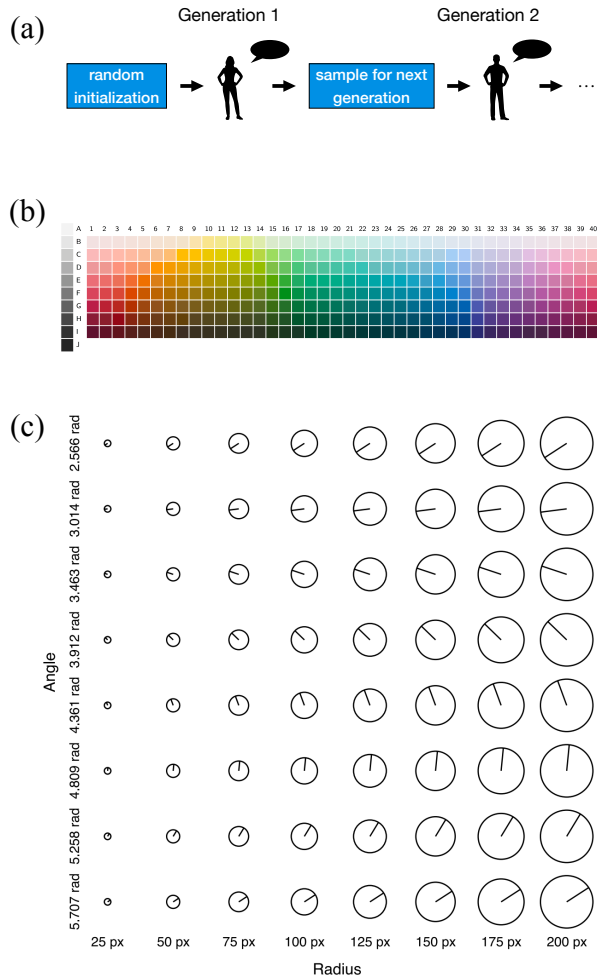 (a)
Generation 1
Generation 2
random
initialization
sample for next
generation
...
(b)
A 1 2 3 4 5 6 7 8 9 10 11 12 13 14 15 16 17 18 19 20 21 22 23 24 25 26 27 28 29 30 31 32 33 34 35 36 37 38 39 40
B
C
D
E
F
G
H
I
J
(c)
Angle
2.566 rad
3.014 rad
3.463 rad
3.912 rad
4.361 rad
4.809 rad
5.258 rad
5.707 rad
25 px 50 px 75 px 100 px 125 px 150 px 175 px 200 px
Radius